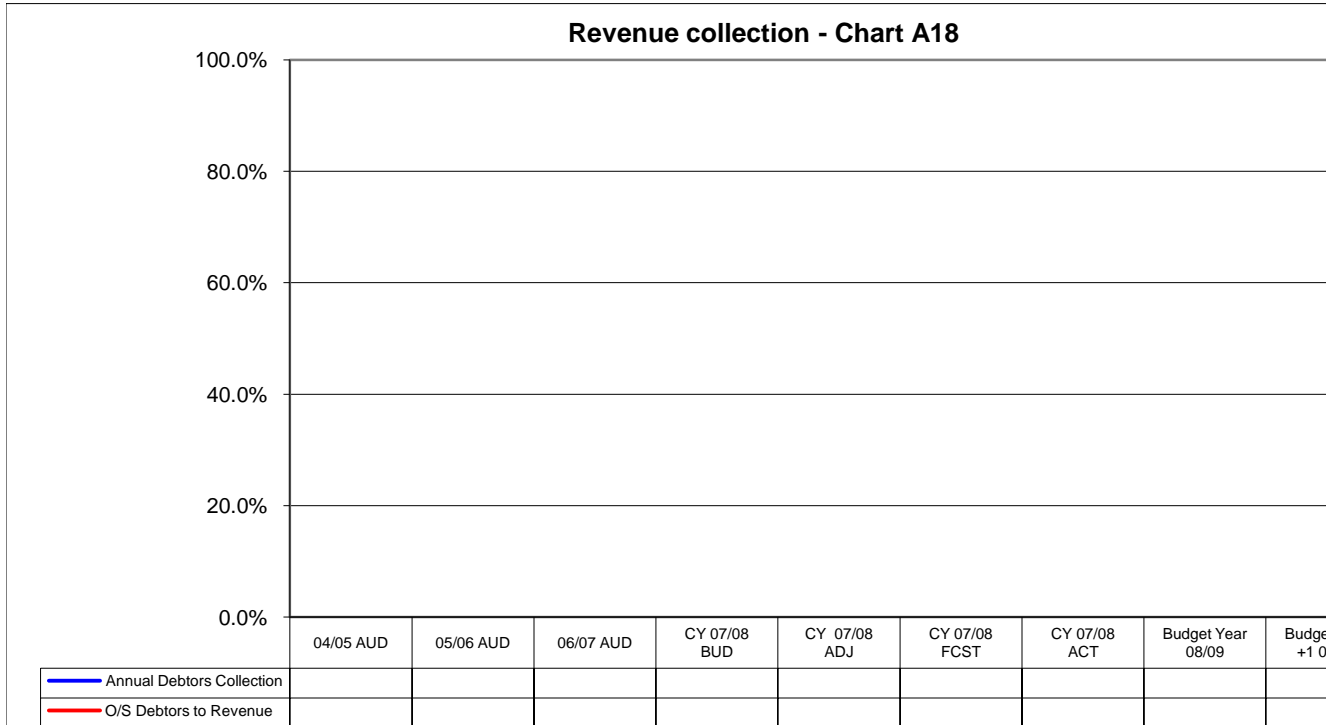 Revenue collection - Chart A18
100.0%
80.0%
60.0%
40.0%
20.0%
0.0%
04/05 AUD
05/06 AUD
06/07 AUD
CY 07/08
BUD
CY 07/08
ADJ
CY 07/08
FCST
CY 07/08
ACT
Budget Year
08/09
+1
Annual Debtors Collection
O/S Debtors to Revenue